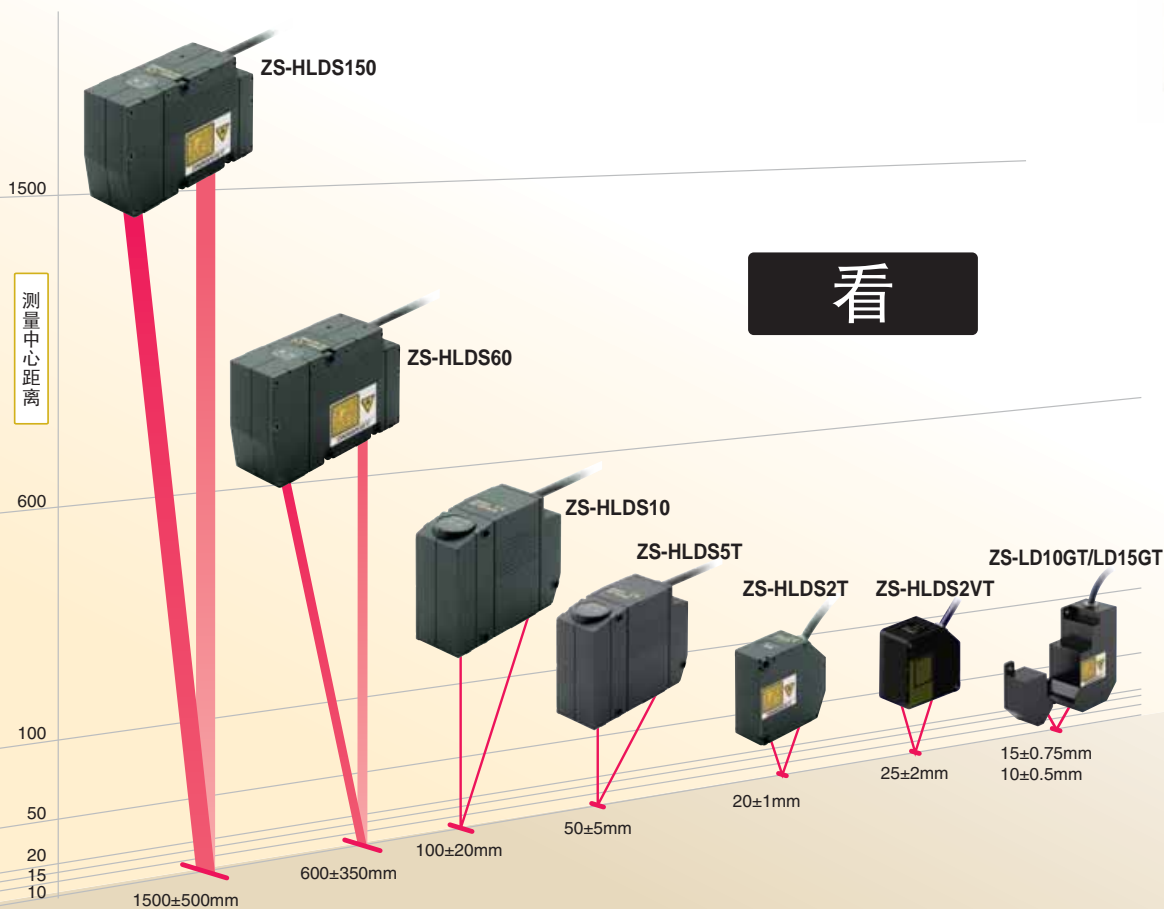 ZS-HLDS150
1500
看
测量中心距离
ZS-HLDS60
600
ZS-HLDS10
ZS-HLDS5T
ZS-HLDS2T
ZS-HLDS2VT
ZS-LD10GT/LD15GT
100
50
20
15
10
15±0.75mm
10±0.5mm
25±2mm
20±1mm
50±5mm
100±20mm
600±350mm
1500±500mm